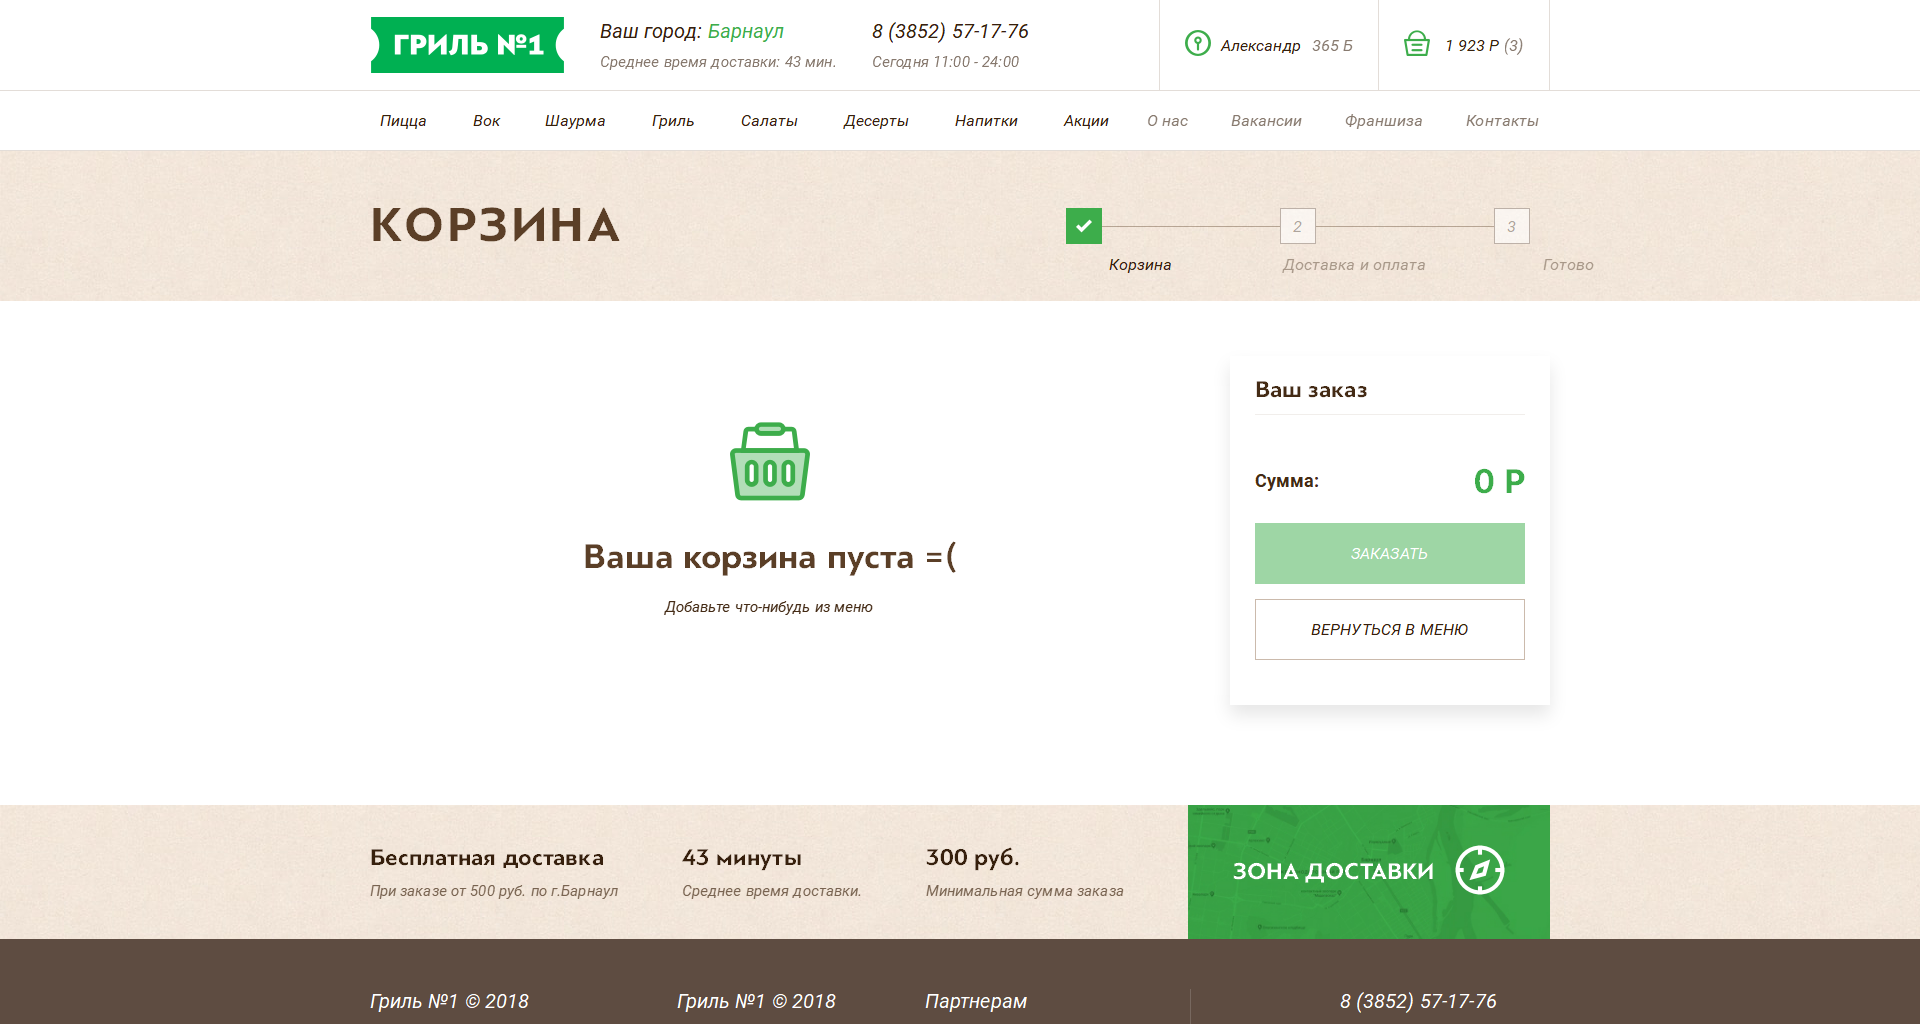 ГРИЛЬ №1
Ваш город: Барнаул
Среднее время доставки: 43 мин.
8 (3852) 57-17-76
Сегодня 11:00 - 24:00
Александр 365 Б
1 923 Р (3)
Пицца Вок Шаурма Гриль Салаты Десерты Напитки Акции О нас Вакансии Франшиза Контакты
КОРЗИНА
2
3
Корзина
Доставка и оплата
Готово
Ваша корзина пуста =(
Добавьте что-нибудь из меню
Ваш заказ
Сумма: 0 Р
ЗАКАЗАТЬ
ВЕРНУТЬСЯ В МЕНЮ
Бесплатная доставка
При заказе от 500 руб. по г.Барнаул
43 минуты
Среднее время доставки.
300 руб.
Минимальная сумма заказа
ЗОНА ДОСТАВКИ
Гриль №1 © 2018
Гриль №1 © 2018
Партнерам
8 (3852) 57-17-76